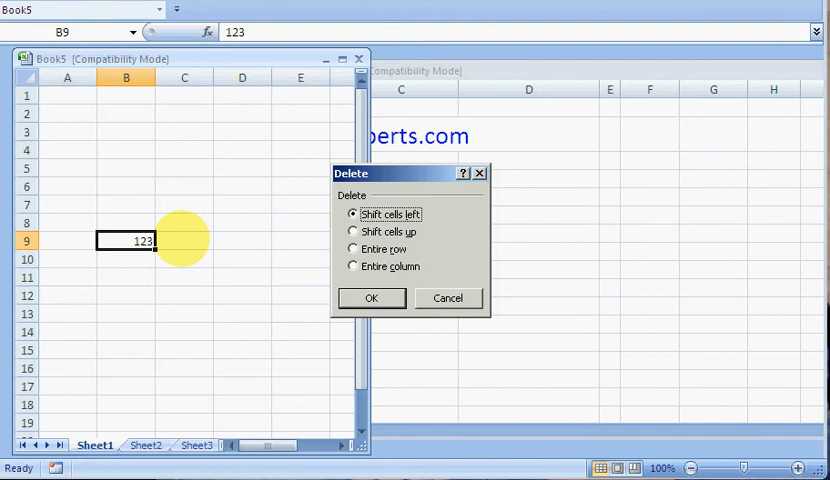 Book5
B9
fx
123
Book5 [Compatibility Mode]
Compatibility Mode]
A B C D E
C D E F G H
perts.com
1
2
3
4
5
6
7
8
9 123
10
11
12
13
14
15
16
17
18
19
Delete
?
Delete
Shift cells left
Shift cells up
Entire row
Entire column
OK Cancel
Sheet1 Sheet2 Sheet3
Ready
100%